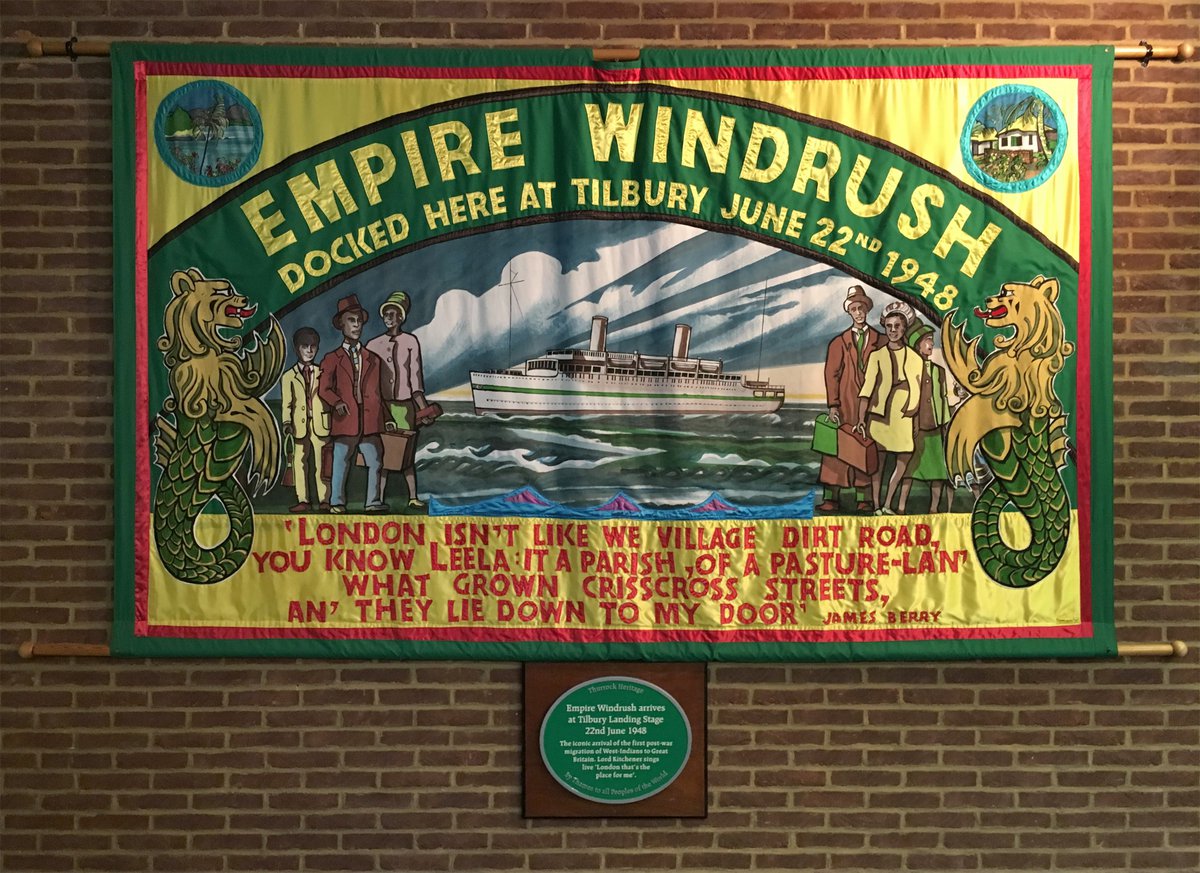 EMPIRE WINDRUSH
DOCKED HERE AT TILBURY JUNE 22ND 1948
'LONDON ISN'T LIKE WE VILLAGE DIRT ROAD,
YOU KNOW LEELA: IT A PARISH, OF A PASTURE-LAN'
WHAT GROWN CRISSCROSS STREETS,
AN' THEY LIE DOWN TO MY DOOR' JAMES BERRY
Thurrock Heritage
Empire Windrush arrives
at Tilbury Landing Stage
22nd June 1948
The iconic arrival of the first post-war
migration of West-Indians to Great
Britain. Lord Kitchener sings
live 'London that's the
place for me'.
by Thames to all Peoples of the World